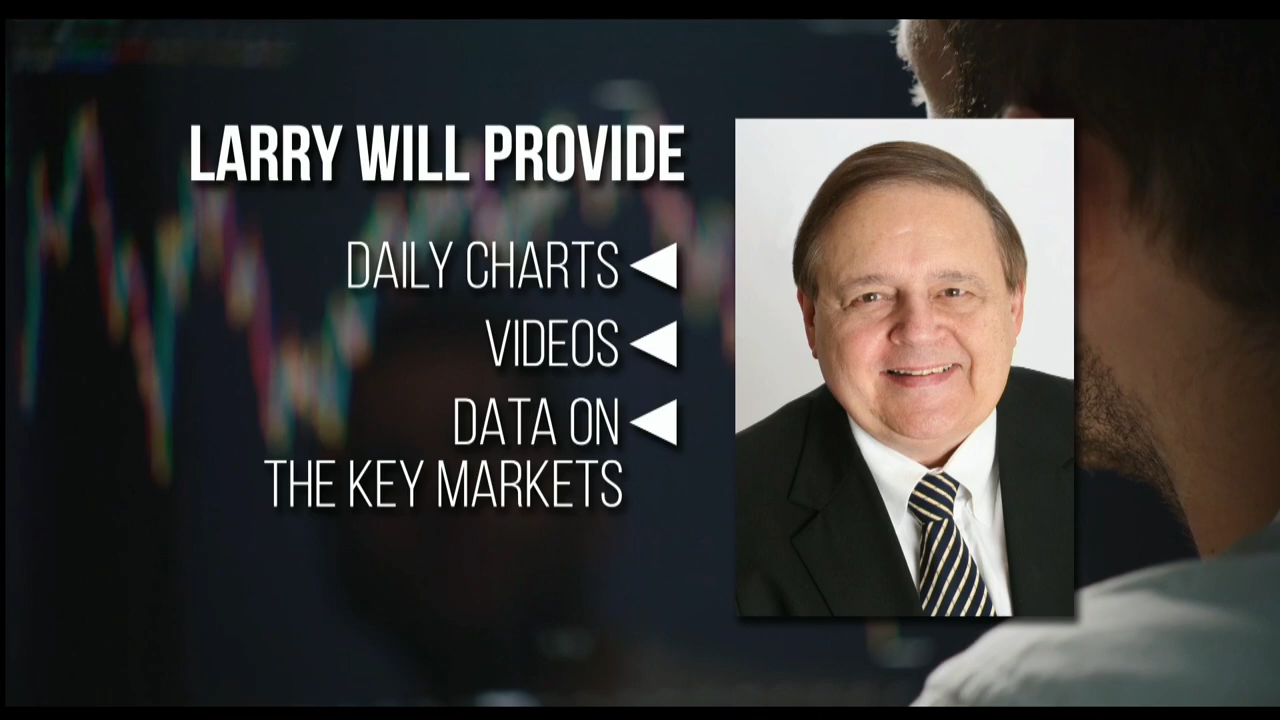 LARRY WILL PROVIDE
DAILY CHARTS
VIDEOS
DATA ON
THE KEY MARKETS